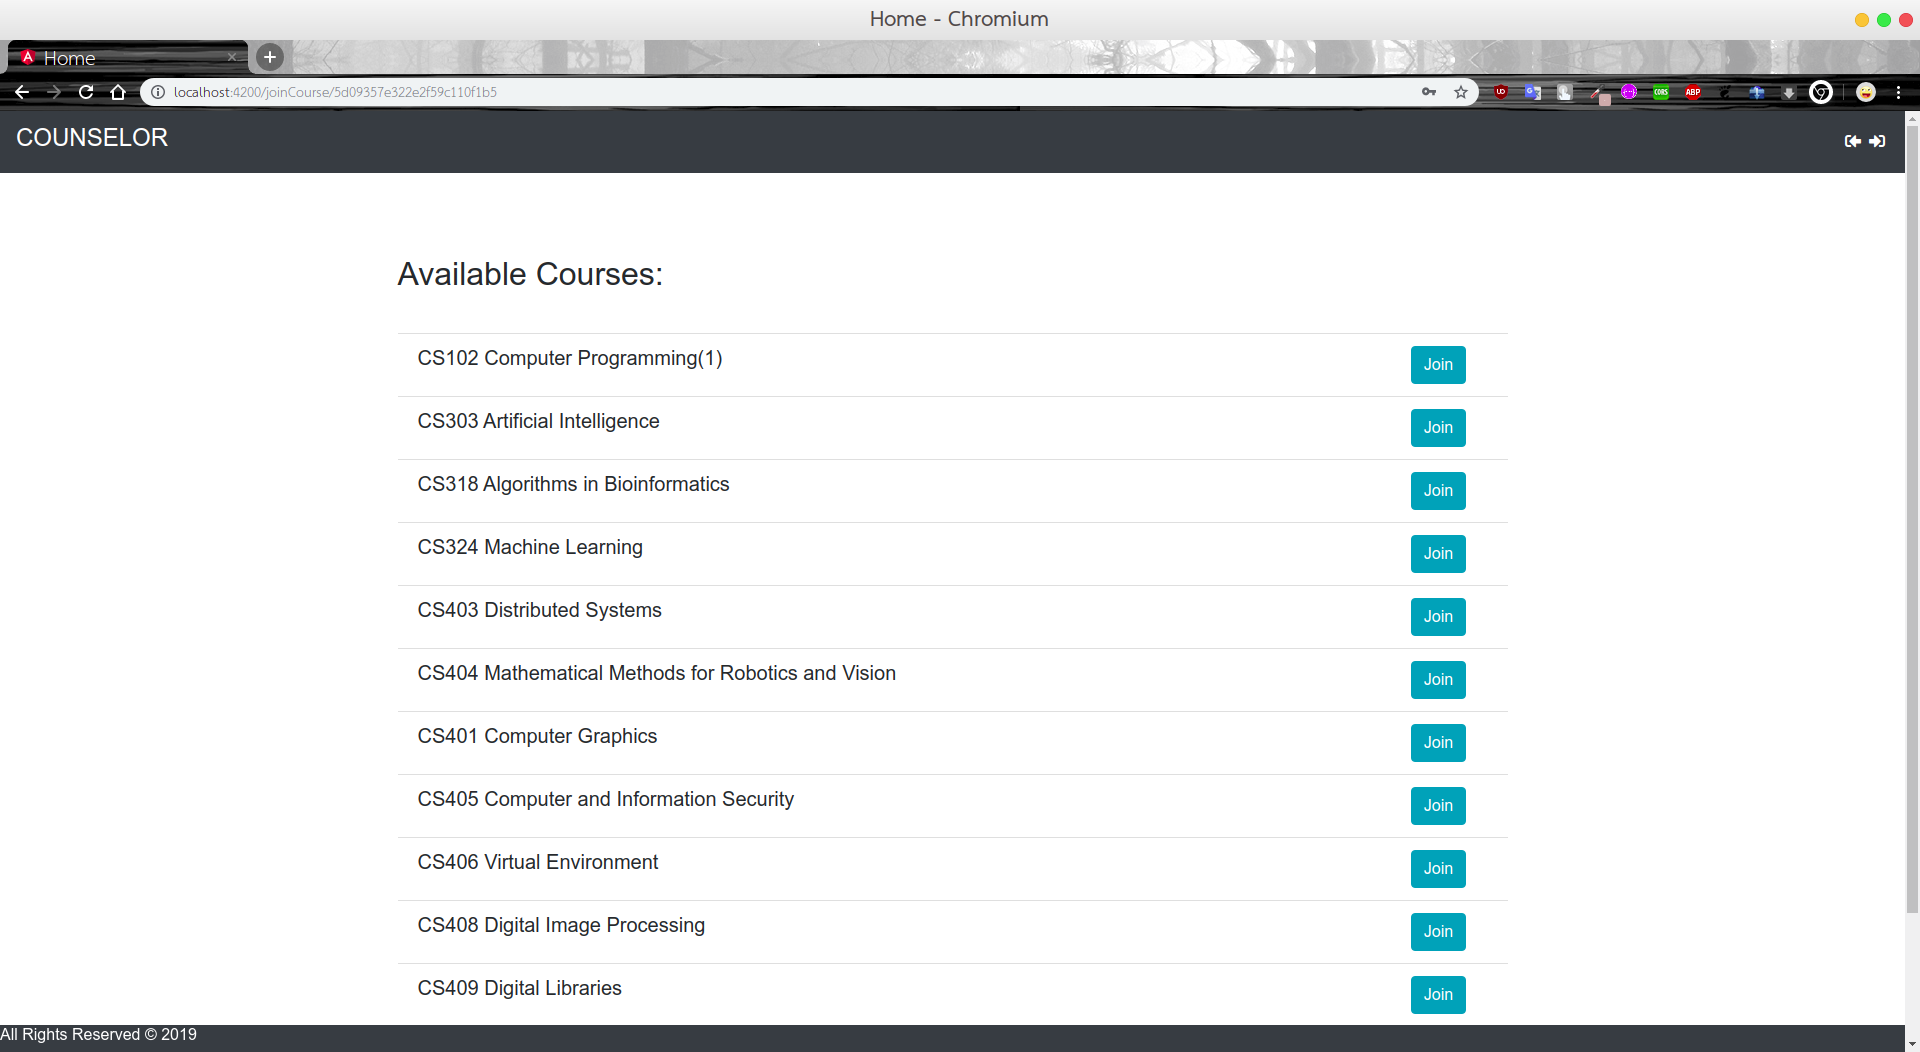 Home - Chromium
Home
localhost:4200/joinCourse/5d09357e322e2f59c110f1b5
CORS
ABP
COUNSELOR
Available Courses:
CS102 Computer Programming(1) Join
CS303 Artificial Intelligence Join
CS318 Algorithms in Bioinformatics Join
CS324 Machine Learning Join
CS403 Distributed Systems Join
CS404 Mathematical Methods for Robotics and Vision Join
CS401 Computer Graphics Join
CS405 Computer and Information Security Join
CS406 Virtual Environment Join
CS408 Digital Image Processing Join
CS409 Digital Libraries Join
All Rights Reserved © 2019